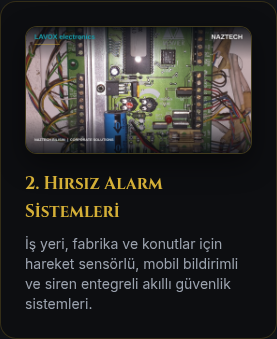 LAVOX electronics
NAZTECH
NAZTECH BİLİŞİM | CORPORATE SOLUTIONS
2. Hırsız Alarm
Sistemleri
İş yeri, fabrika ve konutlar için
hareket sensörlü, mobil bildirimli
ve siren entegreli akıllı güvenlik
sistemleri.